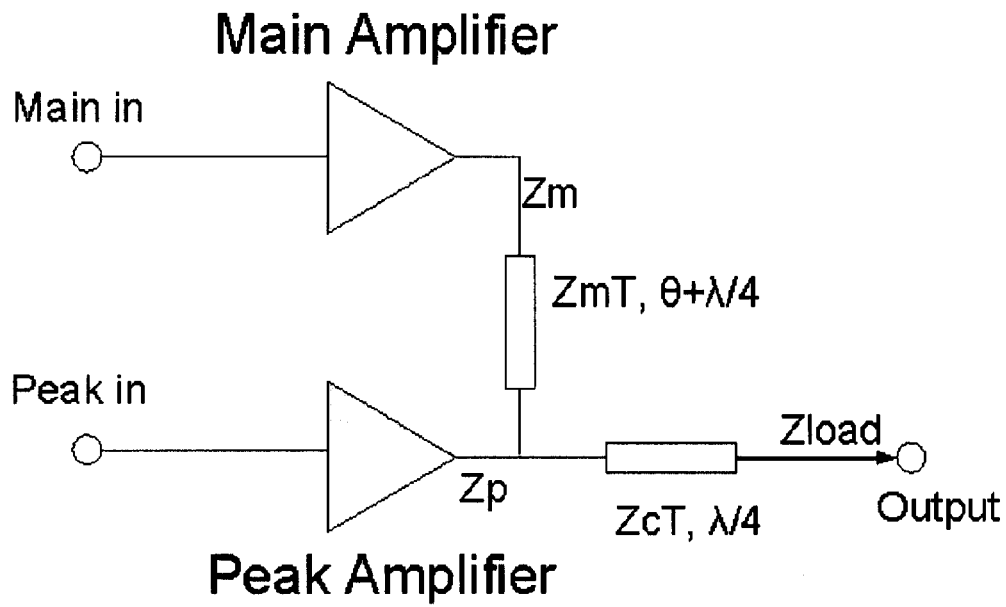 Main Amplifier
Main in
Zm
ZmT, θ+λ/4
Peak in
Zload
Zp
Output
ZcT, λ/4
Peak Amplifier